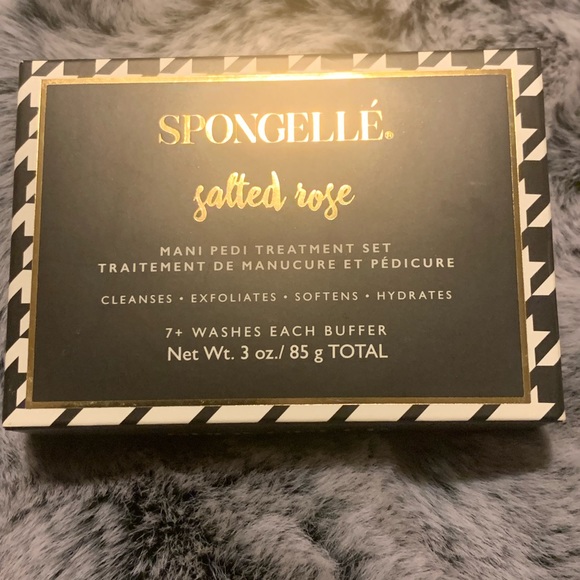 SPONGELLÉ®
salted rose
MANI PEDI TREATMENT SET
TRAITEMENT DE MANUCURE ET PÉDICURE
CLEANSES • EXFOLIATES • SOFTENS • HYDRATES
7+ WASHES EACH BUFFER
Net Wt. 3 oz./ 85 g TOTAL